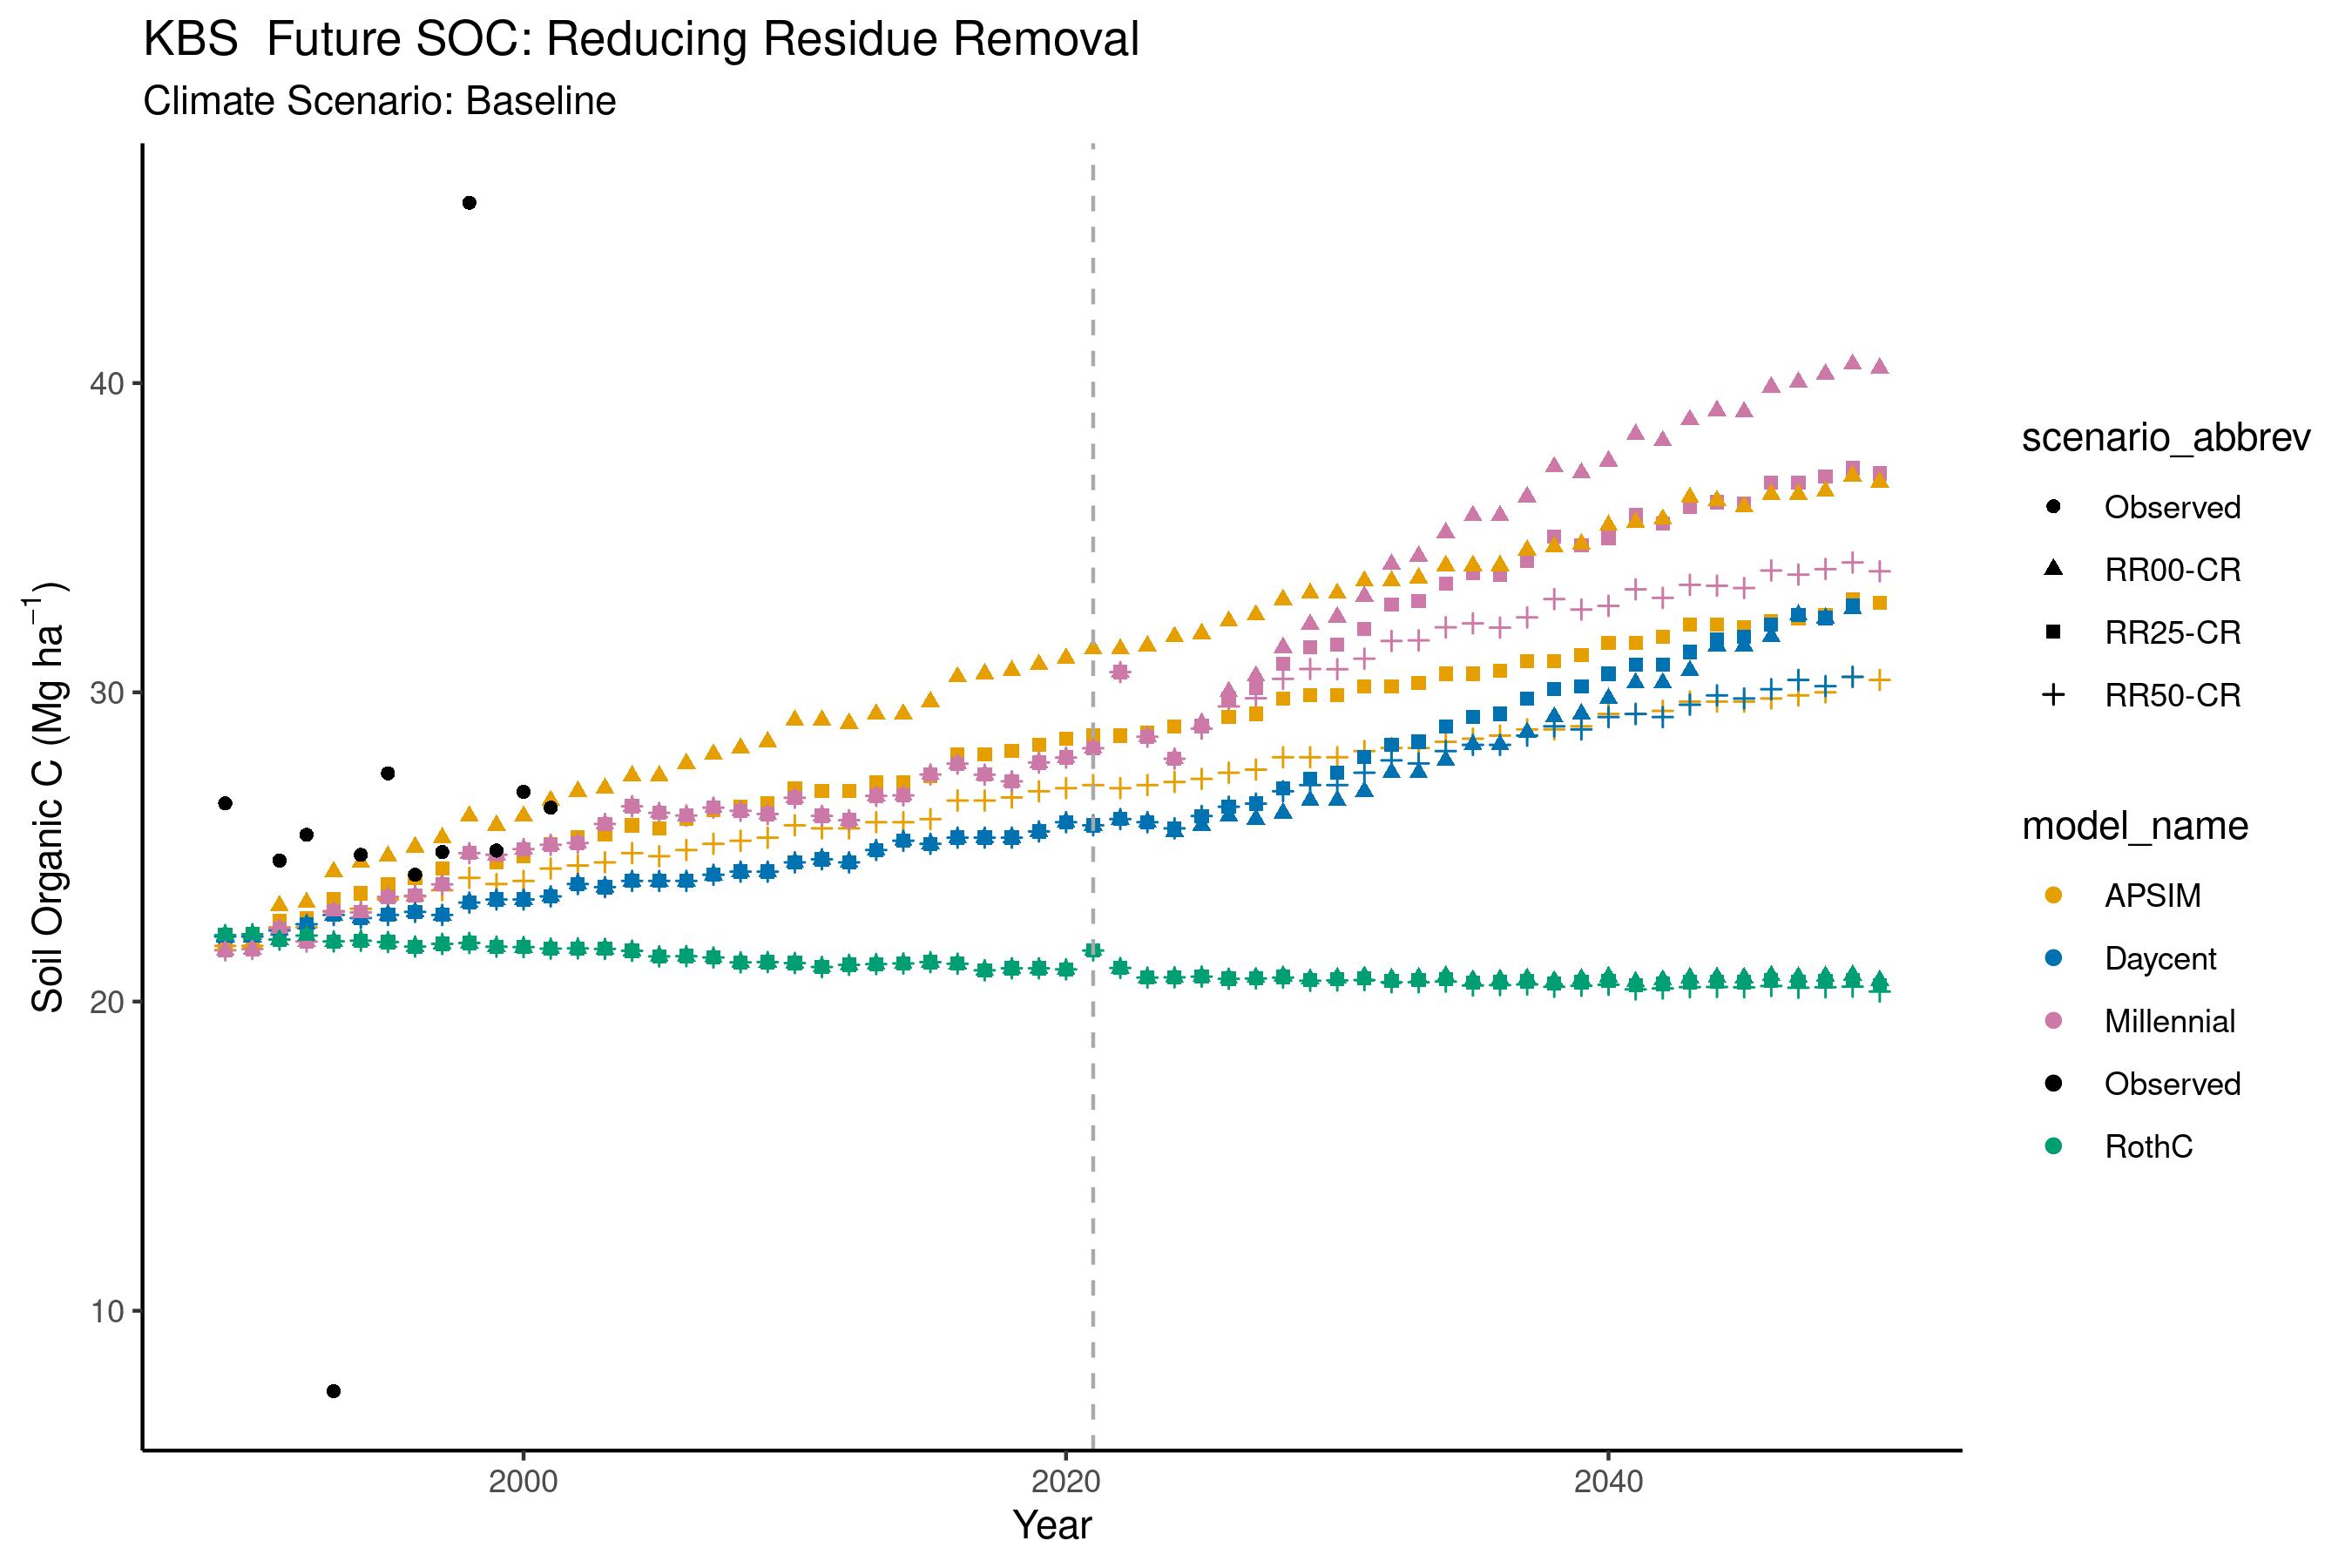 KBS  Future SOC: Reducing Residue Removal
Climate Scenario: Baseline
Soil Organic C (Mg ha⁻¹)
40
30
20
10
2000
2020
2040
Year
scenario_abbrev
Observed
RR00-CR
RR25-CR
RR50-CR
model_name
APSIM
Daycent
Millennial
Observed
RothC